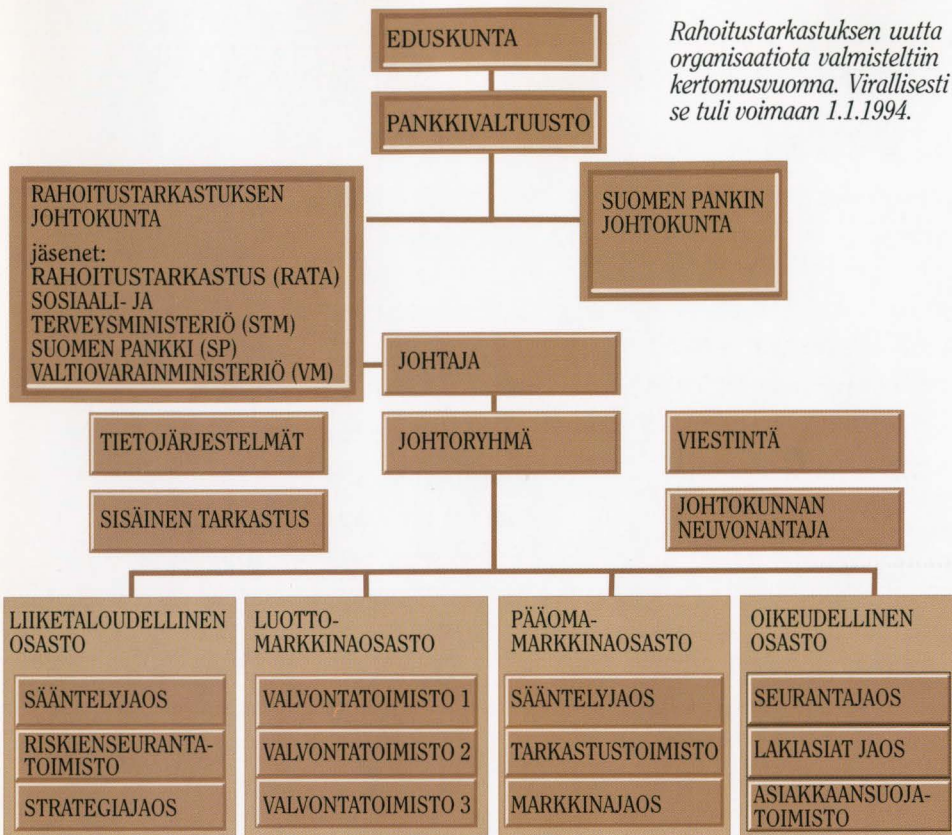 EDUSKUNTA
Rahoitustarkastuksen uutta
organisaatiota valmisteltiin
kertomusvuonna. Virallisesti
se tuli voimaan 1.1.1994.
PANKKIVALTUUSTO
RAHOITUSTARKASTUKSEN
JOHTOKUNTA
jäsenet:
RAHOITUSTARKASTUS (RATA)
SOSIAALI- JA
TERVEYSMINISTERIÖ (STM)
SUOMEN PANKKI (SP)
VALTIOVARAINMINISTERIÖ (VM)
SUOMEN PANKIN
JOHTOKUNTA
JOHTAJA
TIETOJÄRJESTELMÄT
JOHTORYHMÄ
VIESTINTÄ
SISÄINEN TARKASTUS
JOHTOKUNNAN
NEUVONANTAJA
LIIKETALOUDELLINEN
OSASTO
SÄÄNTELYJAOS
RISKIENSEURANTA-
TOIMISTO
STRATEGIAJAOS
LUOTTO-
MARKKINAOSASTO
VALVONTATOIMISTO 1
VALVONTATOIMISTO 2
VALVONTATOIMISTO 3
PÄÄOMA-
MARKKINAOSASTO
SÄÄNTELYJAOS
TARKASTUSTOIMISTO
MARKKINAJAOS
OIKEUDELLINEN
OSASTO
SEURANTAJAOS
LAKIASIAT JAOS
ASIAKKAANSUOJA-
TOIMISTO